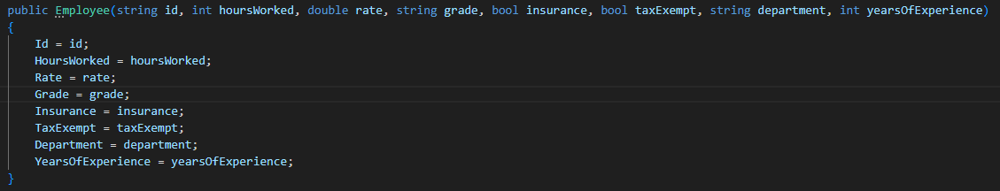 public Employee(string id, int hoursWorked, double rate, string grade, bool insurance, bool taxExempt, string department, int yearsOfExperience)
{
Id = id;
HoursWorked = hoursWorked;
Rate = rate;
Grade = grade;
Insurance = insurance;
TaxExempt = taxExempt;
Department = department;
YearsOfExperience = yearsOfExperience;
}